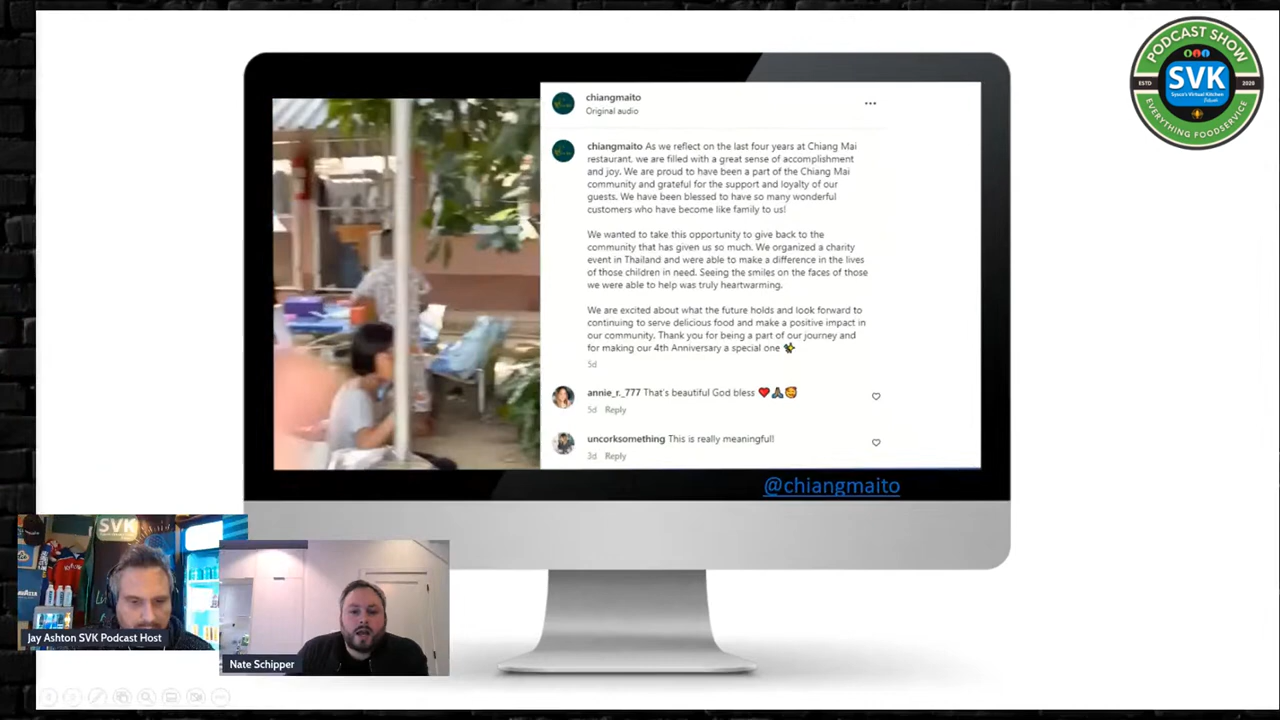 PODCAST SHOW
ESTD
SVK
2020
Sysco's Virtual Kitchen
EVERYTHING FOODSERVICE
chiangmaito
Original audio
chiangmaito As we reflect on the last four years at Chiang Mai
restaurant, we are filled with a great sense of accomplishment
and joy. We are proud to have been a part of the Chiang Mai
community and grateful for the support and loyalty of our
guests. We have been blessed to have so many wonderful
customers who have become like family to us!
We wanted to take this opportunity to give back to the
community that has given us so much. We organized a charity
event in Thailand and were able to make a difference in the lives
of those children in need. Seeing the smiles on the faces of those
we were able to help was truly heartwarming.
We are excited about what the future holds and look forward to
continuing to serve delicious food and make a positive impact in
our community. Thank you for being a part of our journey and
for making our 4th Anniversary a special one
5d
annie_r._777 That's beautiful God bless ❤️🙏🥰
5d Reply
uncorksomething This is really meaningful!
3d Reply
@chiangmaito
SVK
Jay Ashton SVK Podcast Host
Nate Schipper